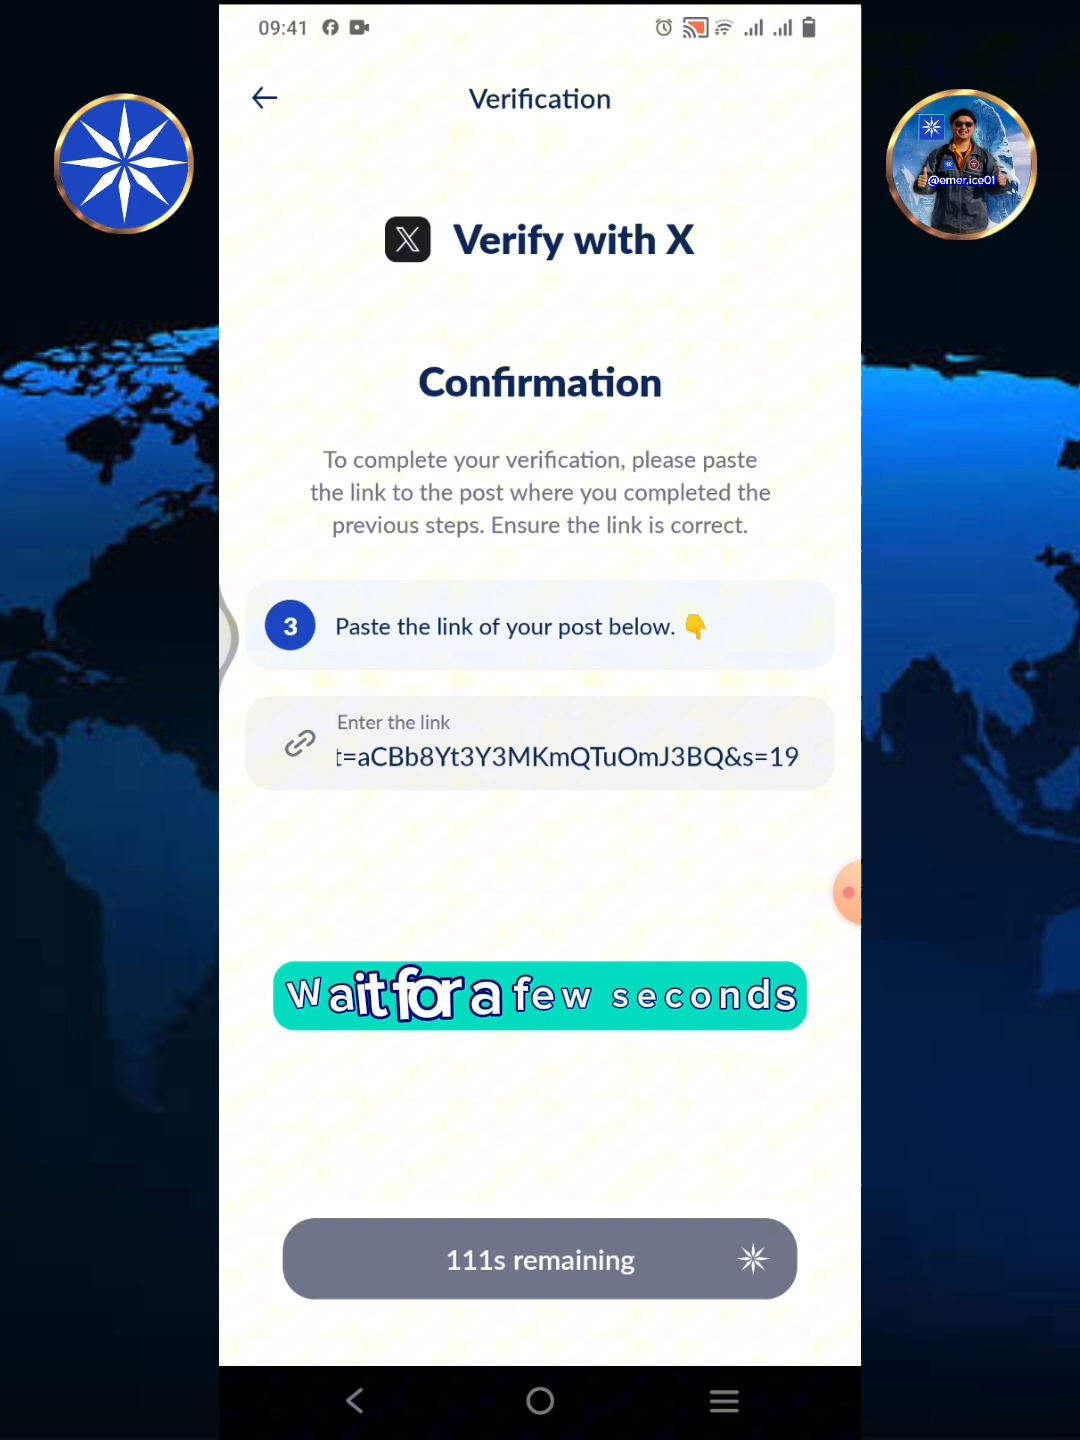 09:41
Verification
@emer.ice01
Verify with X
Confirmation
To complete your verification, please paste
the link to the post where you completed the
previous steps. Ensure the link is correct.
3 Paste the link of your post below. 👇
Enter the link
t=aCBb8Yt3Y3MKmQTuOmJ3BQ&s=19
Wait for a few seconds
111s remaining